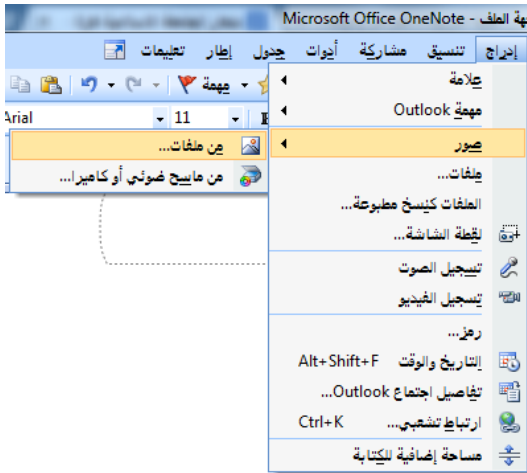 هة الملف - Microsoft Office OneNote
إدراج تنسيق مشاركة أدوات جدول إطار تعليمات
مهمة
Arial 11
علامة
مهمة Outlook
صور
من ملفات...
من ماسح ضوئي أو كاميرا...
ملفات...
الملفات كنسخ مطبوعة...
لقطة الشاشة...
تسجيل الصوت
تسجيل الفيديو
رمز...
التاريخ والوقت Alt+Shift+F
تفاصيل اجتماع Outlook...
ارتباط تشعبي... Ctrl+K
مساحة إضافية للكتابة